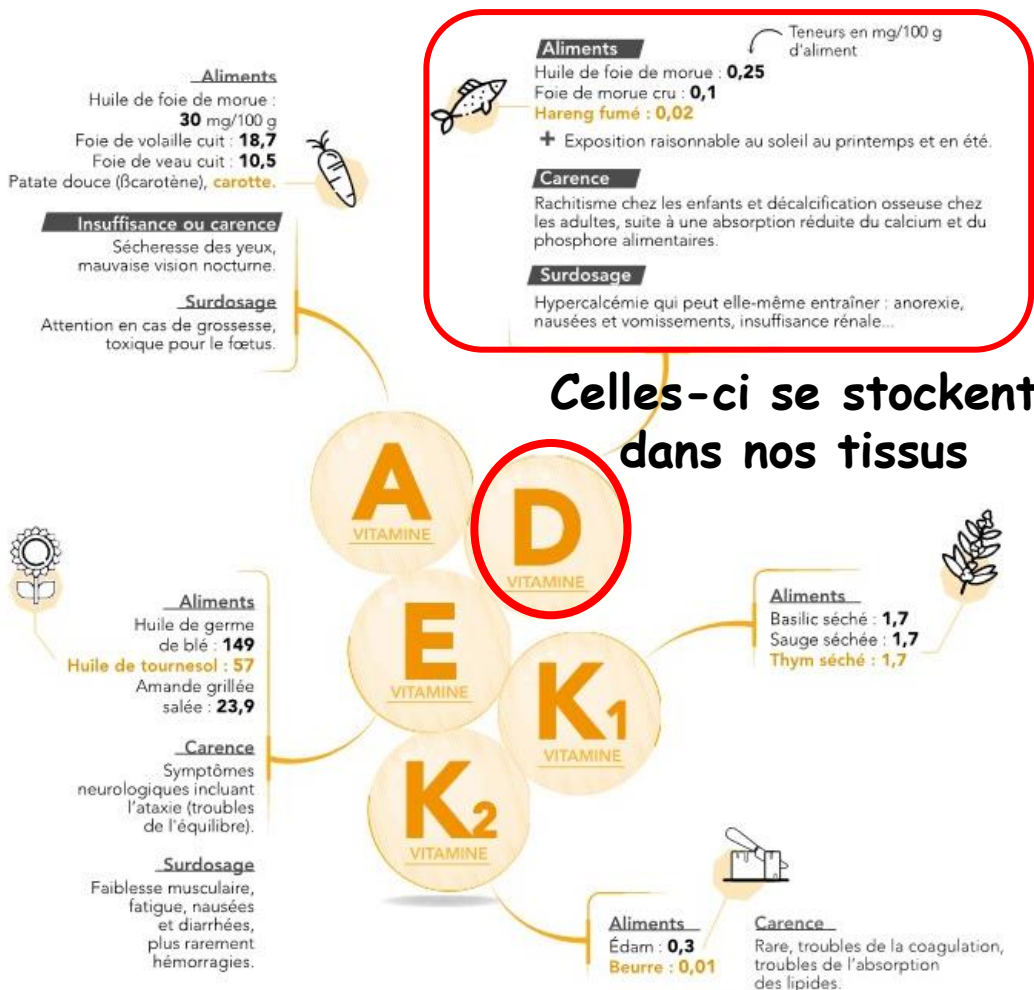 Aliments
Huile de foie de morue :
30 mg/100 g
Foie de volaille cuit : 18,7
Foie de veau cuit : 10,5
Patate douce (ßcarotène), carotte.
Insuffisance ou carence
Sécheresse des yeux,
mauvaise vision nocturne.
Surdosage
Attention en cas de grossesse,
toxique pour le fœtus.
Teneurs en mg/100 g
d'aliment
Aliments
Huile de foie de morue : 0,25
Foie de morue cru : 0,1
Hareng fumé : 0,02
+ Exposition raisonnable au soleil au printemps et en été.
Carence
Rachitisme chez les enfants et décalcification osseuse chez
les adultes, suite à une absorption réduite du calcium et du
phosphore alimentaires.
Surdosage
Hypercalcémie qui peut elle-même entraîner : anorexie,
nausées et vomissements, insuffisance rénale...
Celles-ci se stockent
dans nos tissus
A
VITAMINE
D
VITAMINE
E
VITAMINE
K1
VITAMINE
K2
VITAMINE
Aliments
Huile de germe
de blé : 149
Huile de tournesol : 57
Amande grillée
salée : 23,9
Carence
Symptômes
neurologiques incluant
l'ataxie (troubles
de l'équilibre).
Surdosage
Faiblesse musculaire,
fatigue, nausées
et diarrhées,
plus rarement
hémorragies.
Aliments
Basilic séché : 1,7
Sauge séchée : 1,7
Thym séché : 1,7
Aliments
Édam : 0,3
Beurre : 0,01
Carence
Rare, troubles de la coagulation,
troubles de l'absorption
des lipides.